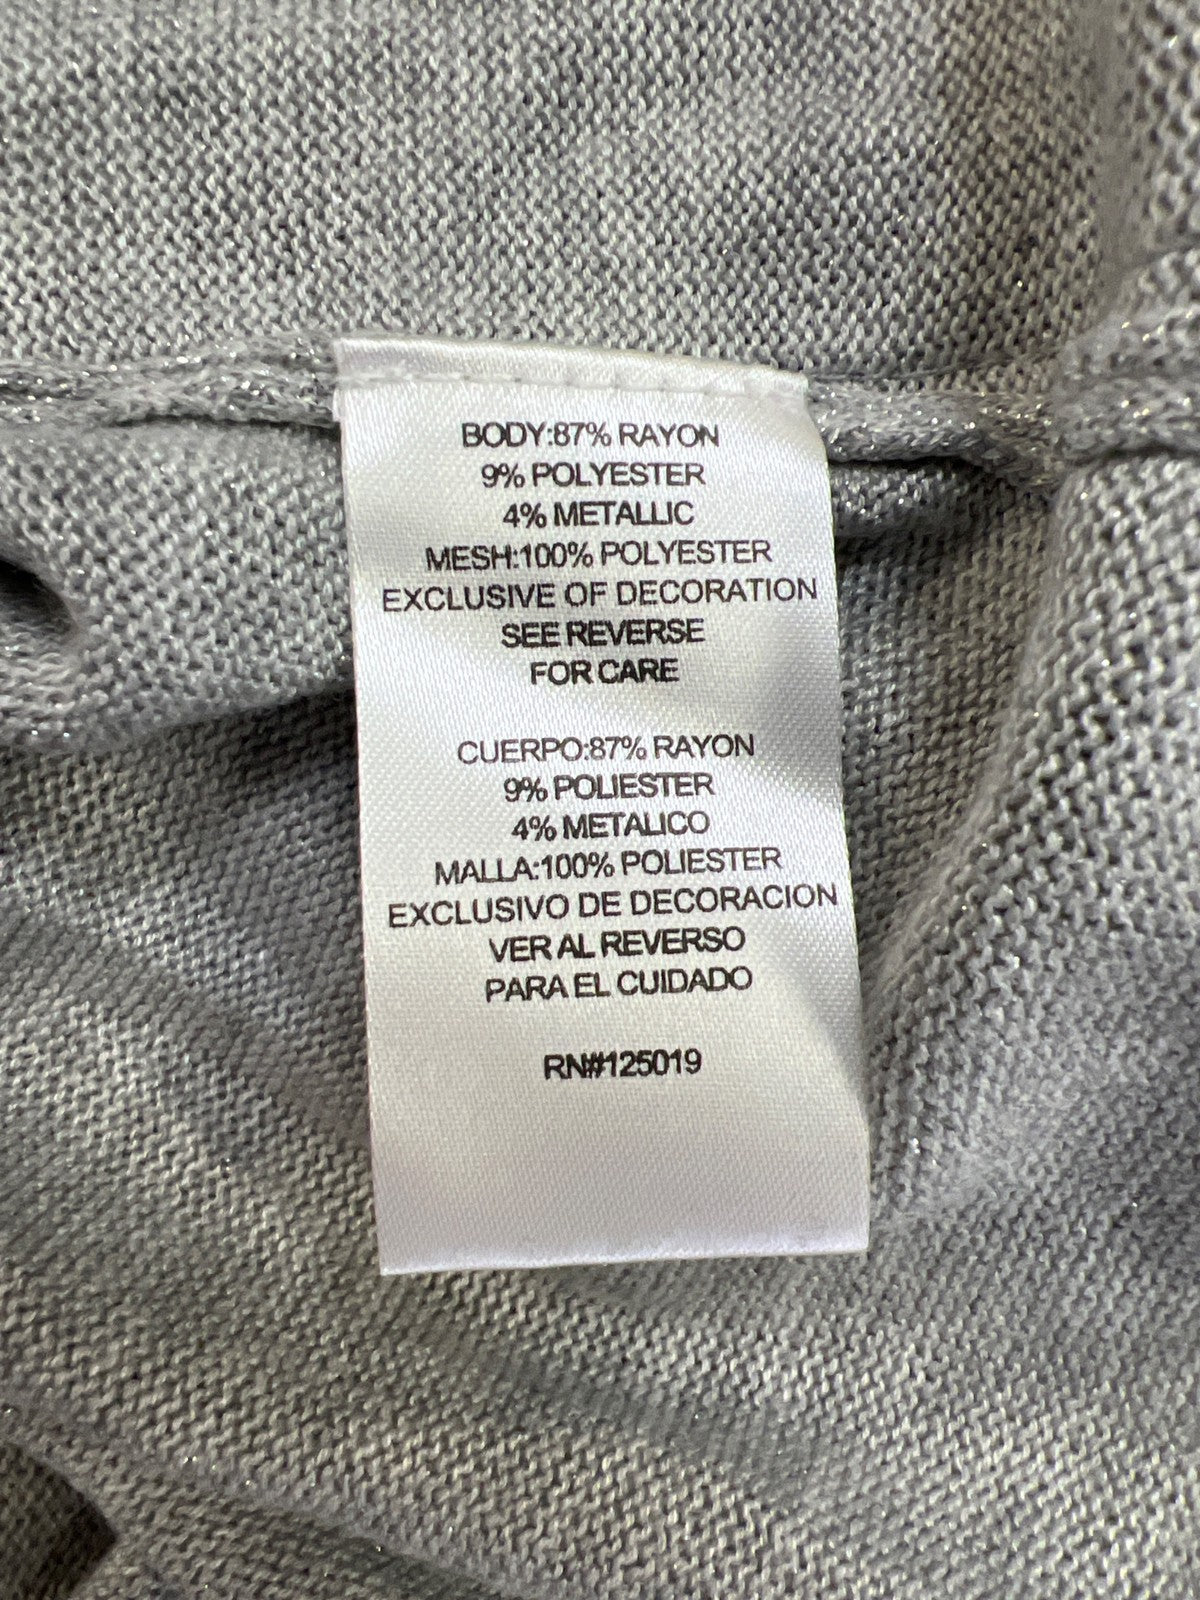 BODY:87% RAYON
9% POLYESTER
4% METALLIC
MESH:100% POLYESTER
EXCLUSIVE OF DECORATION
SEE REVERSE
FOR CARE
CUERPO:87% RAYON
9% POLIESTER
4% METALICO
MALLA:100% POLIESTER
EXCLUSIVO DE DECORACION
VER AL REVERSO
PARA EL CUIDADO
RN#125019